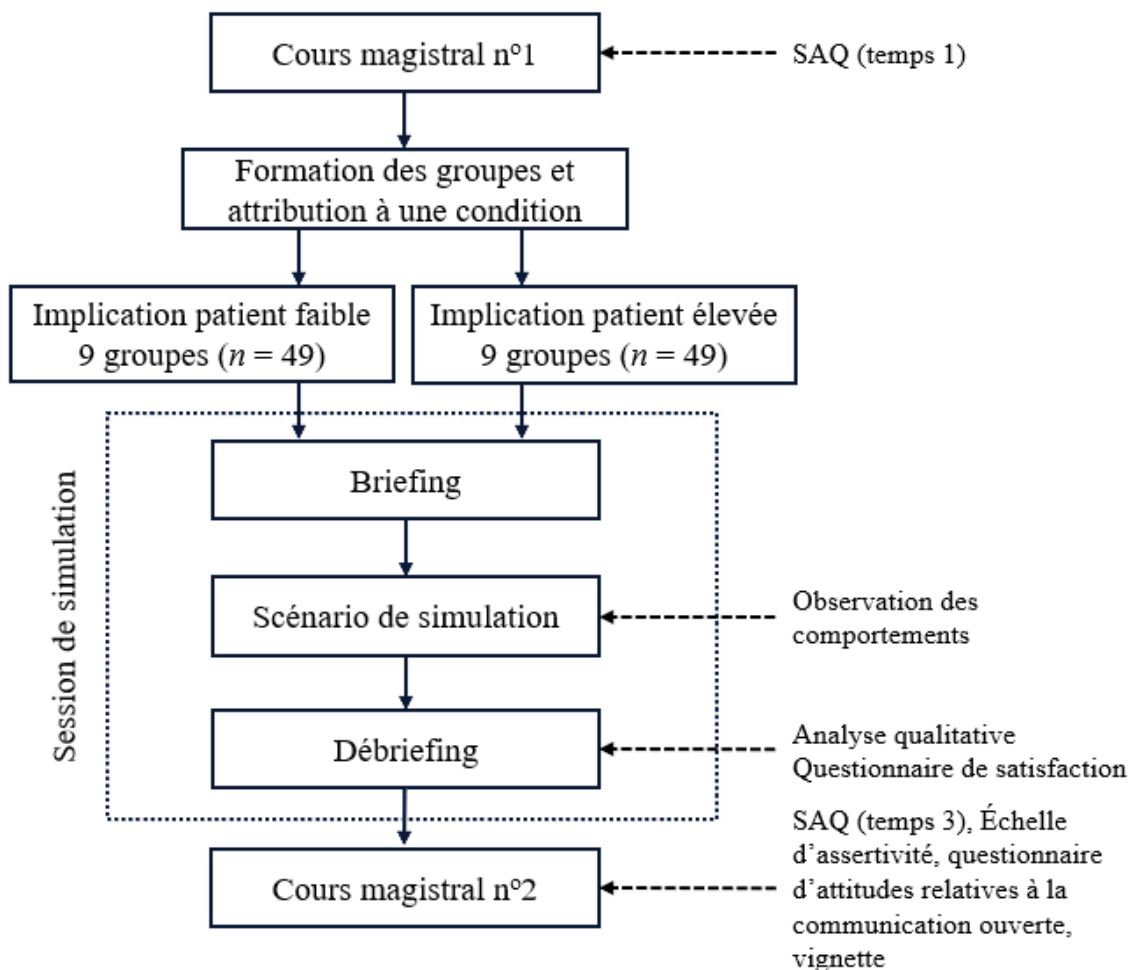 Cours magistral nº1
SAQ (temps 1)
Formation des groupes et
attribution à une condition
Implication patient faible
9 groupes (n = 49)
Implication patient élevée
9 groupes (n = 49)
Session de simulation
Briefing
Scénario de simulation
Observation des
comportements
Débriefing
Analyse qualitative
Questionnaire de satisfaction
Cours magistral nº2
SAQ (temps 3), Échelle
d’assertivité, questionnaire
d’attitudes relatives à la
communication ouverte,
vignette